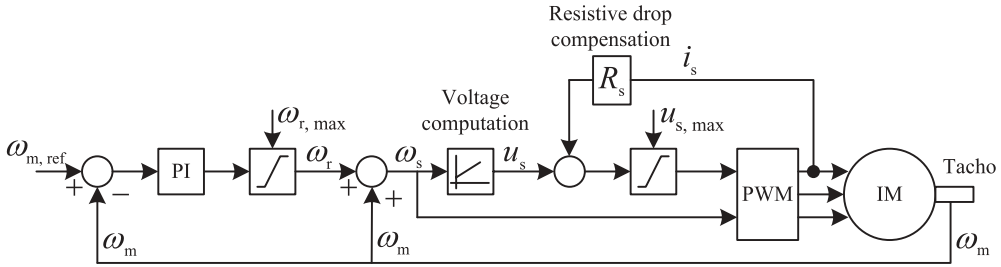 Resistive drop
compensation
R_s
i_s
Voltage
computation
ω_r, max
u_s, max
ω_m, ref
+
−
PI
ω_r
+
+
ω_s
u_s
PWM
IM
Tacho
ω_m
ω_m
ω_m